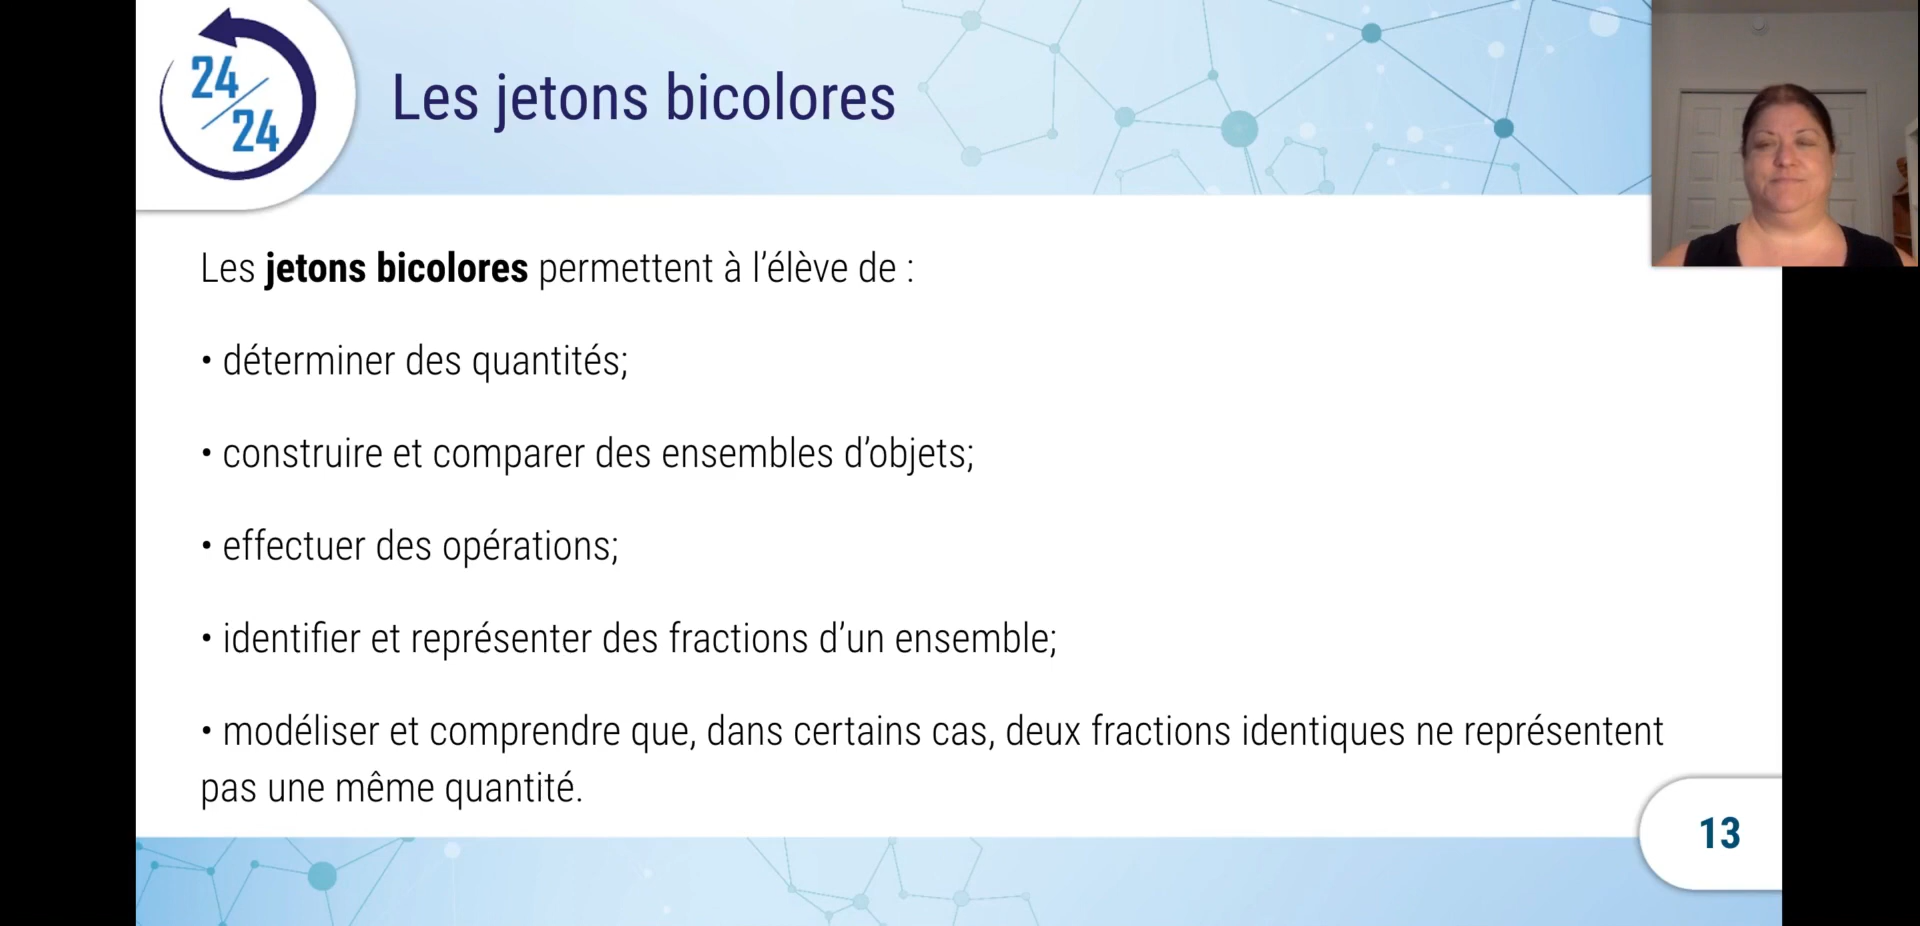 24
24
Les jetons bicolores
Les jetons bicolores permettent à l’élève de :
• déterminer des quantités;
• construire et comparer des ensembles d’objets;
• effectuer des opérations;
• identifier et représenter des fractions d’un ensemble;
• modéliser et comprendre que, dans certains cas, deux fractions identiques ne représentent
pas une même quantité.
13